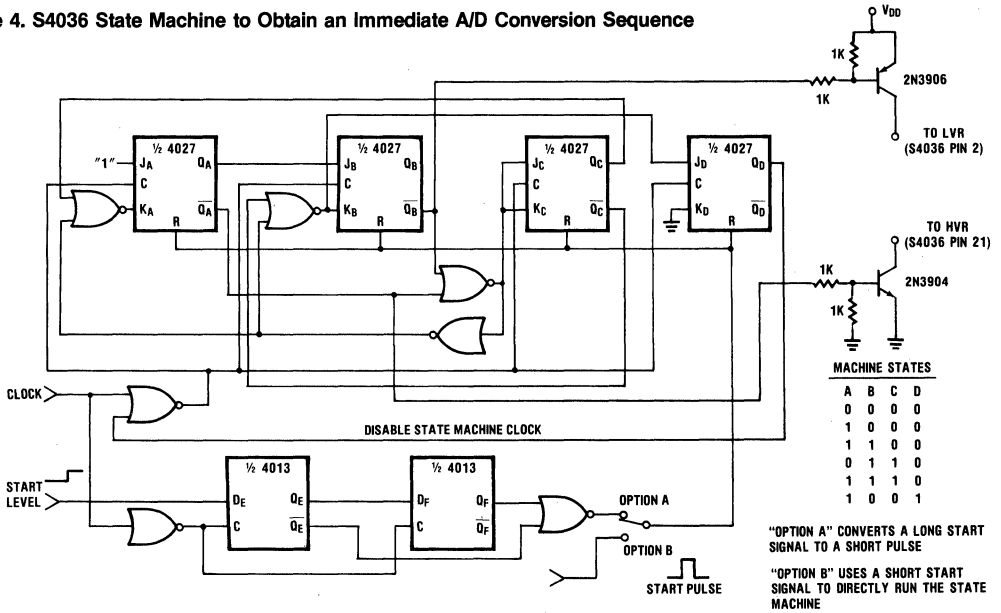 e 4. S4036 State Machine to Obtain an Immediate A/D Conversion Sequence
VDD
1K
2N3906
1K
TO LVR
(S4036 PIN 2)
½ 4027
"1"
JA
QA
C
KA
QA
R
½ 4027
JB
QB
C
KB
QB
R
½ 4027
JC
QC
C
KC
QC
R
½ 4027
JD
QD
C
KD
QD
R
TO HVR
(S4036 PIN 21)
1K
2N3904
1K
MACHINE STATES
A B C D
0 0 0 0
1 0 0 0
1 1 0 0
0 1 1 0
1 1 1 0
1 0 0 1
CLOCK
DISABLE STATE MACHINE CLOCK
START
LEVEL
½ 4013
DE
QE
C
QE
½ 4013
DF
QF
C
QF
OPTION A
OPTION B
START PULSE
"OPTION A" CONVERTS A LONG START
SIGNAL TO A SHORT PULSE
"OPTION B" USES A SHORT START
SIGNAL TO DIRECTLY RUN THE STATE
MACHINE